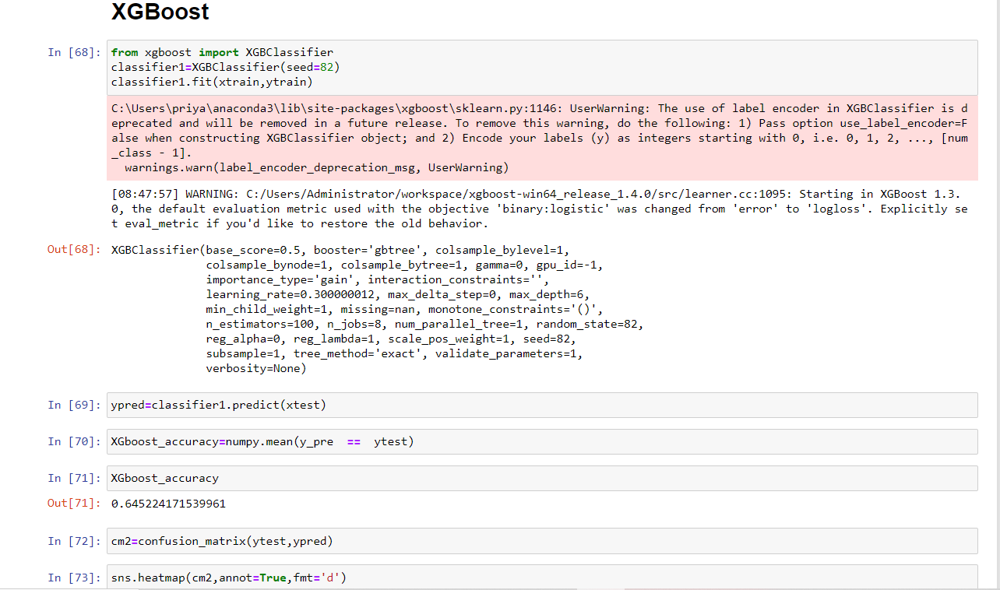 XGBoost
In [68]:
from xgboost import XGBClassifier
classifier1=XGBClassifier(seed=82)
classifier1.fit(xtrain,ytrain)
C:\Users\priya\anaconda3\lib\site-packages\xgboost\sklearn.py:1146: UserWarning: The use of label encoder in XGBClassifier is d
eprecated and will be removed in a future release. To remove this warning, do the following: 1) Pass option use_label_encoder=F
alse when constructing XGBClassifier object; and 2) Encode your labels (y) as integers starting with 0, i.e. 0, 1, 2, ..., [num
_class - 1].
warnings.warn(label_encoder_deprecation_msg, UserWarning)
[08:47:57] WARNING: C:/Users/Administrator/workspace/xgboost-win64_release_1.4.0/src/learner.cc:1095: Starting in XGBoost 1.3.
0, the default evaluation metric used with the objective 'binary:logistic' was changed from 'error' to 'logloss'. Explicitly se
t eval_metric if you'd like to restore the old behavior.
Out[68]:
XGBClassifier(base_score=0.5, booster='gbtree', colsample_bylevel=1,
colsample_bynode=1, colsample_bytree=1, gamma=0, gpu_id=-1,
importance_type='gain', interaction_constraints='',
learning_rate=0.300000012, max_delta_step=0, max_depth=6,
min_child_weight=1, missing=nan, monotone_constraints='()',
n_estimators=100, n_jobs=8, num_parallel_tree=1, random_state=82,
reg_alpha=0, reg_lambda=1, scale_pos_weight=1, seed=82,
subsample=1, tree_method='exact', validate_parameters=1,
verbosity=None)
In [69]:
ypred=classifier1.predict(xtest)
In [70]:
XGboost_accuracy=numpy.mean(y_pre == ytest)
In [71]:
XGboost_accuracy
Out[71]:
0.645224171539961
In [72]:
cm2=confusion_matrix(ytest,ypred)
In [73]:
sns.heatmap(cm2,annot=True,fmt='d')